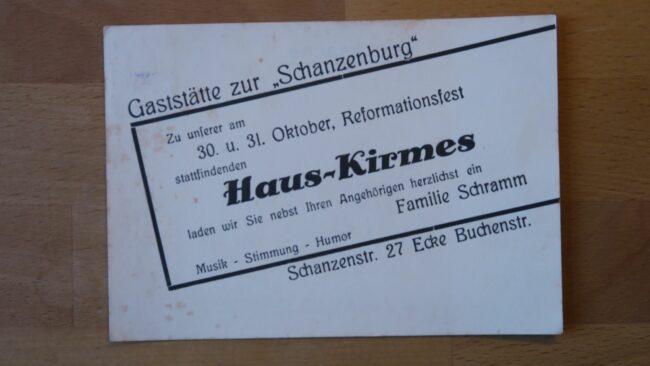 Gaststätte zur „Schanzenburg“
Zu unserer am
30. u. 31. Oktober, Reformationsfest
stattfindenden
Haus-Kirmes
laden wir Sie nebst Ihren Angehörigen herzlichst ein
Familie Schramm
Musik - Stimmung - Humor
Schanzenstr. 27 Ecke Buchenstr.